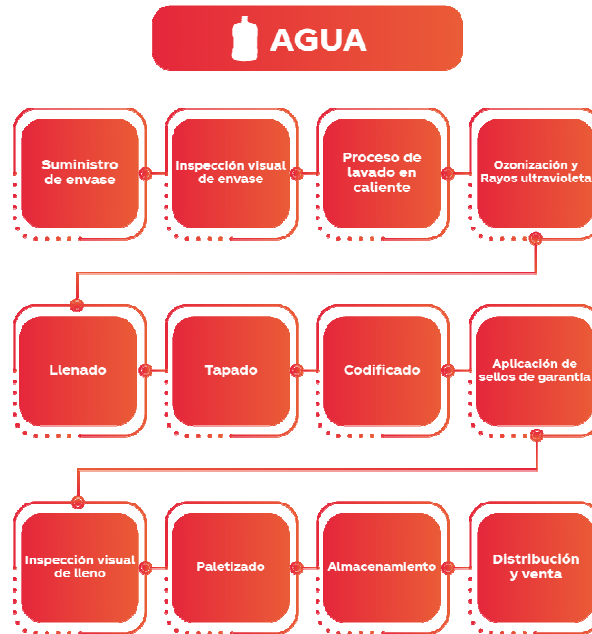 AGUA
Suministro
de envase
Inspección visual
de envase
Proceso de
lavado en
caliente
Ozonización y
Rayos ultravioleta
Llenado
Tapado
Codificado
Aplicación de
sellos de garantía
Inspección visual
de lleno
Paletizado
Almacenamiento
Distribución
y venta